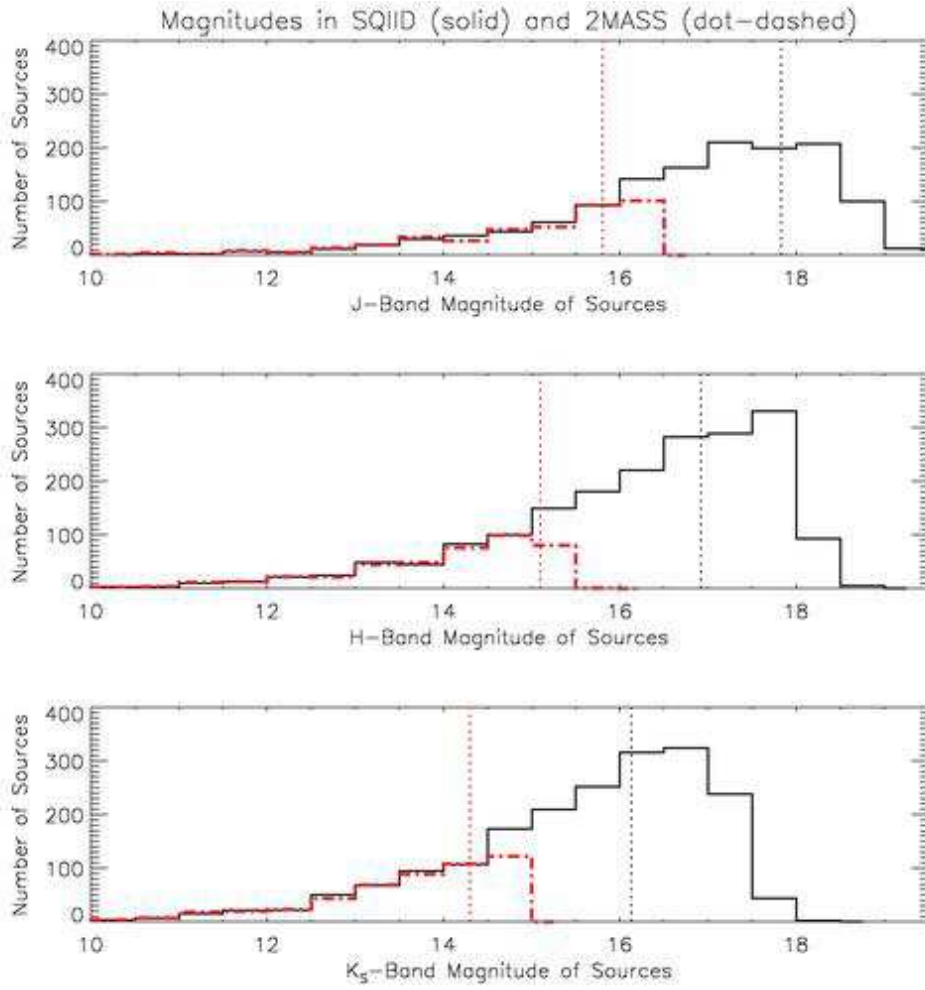 Magnitudes in SQIID (solid) and 2MASS (dot-dashed)
400
300
200
100
0
Number of Sources
10 12 14 16 18
J-Band Magnitude of Sources
400
300
200
100
0
Number of Sources
10 12 14 16 18
H-Band Magnitude of Sources
400
300
200
100
0
Number of Sources
10 12 14 16 18
KS-Band Magnitude of Sources